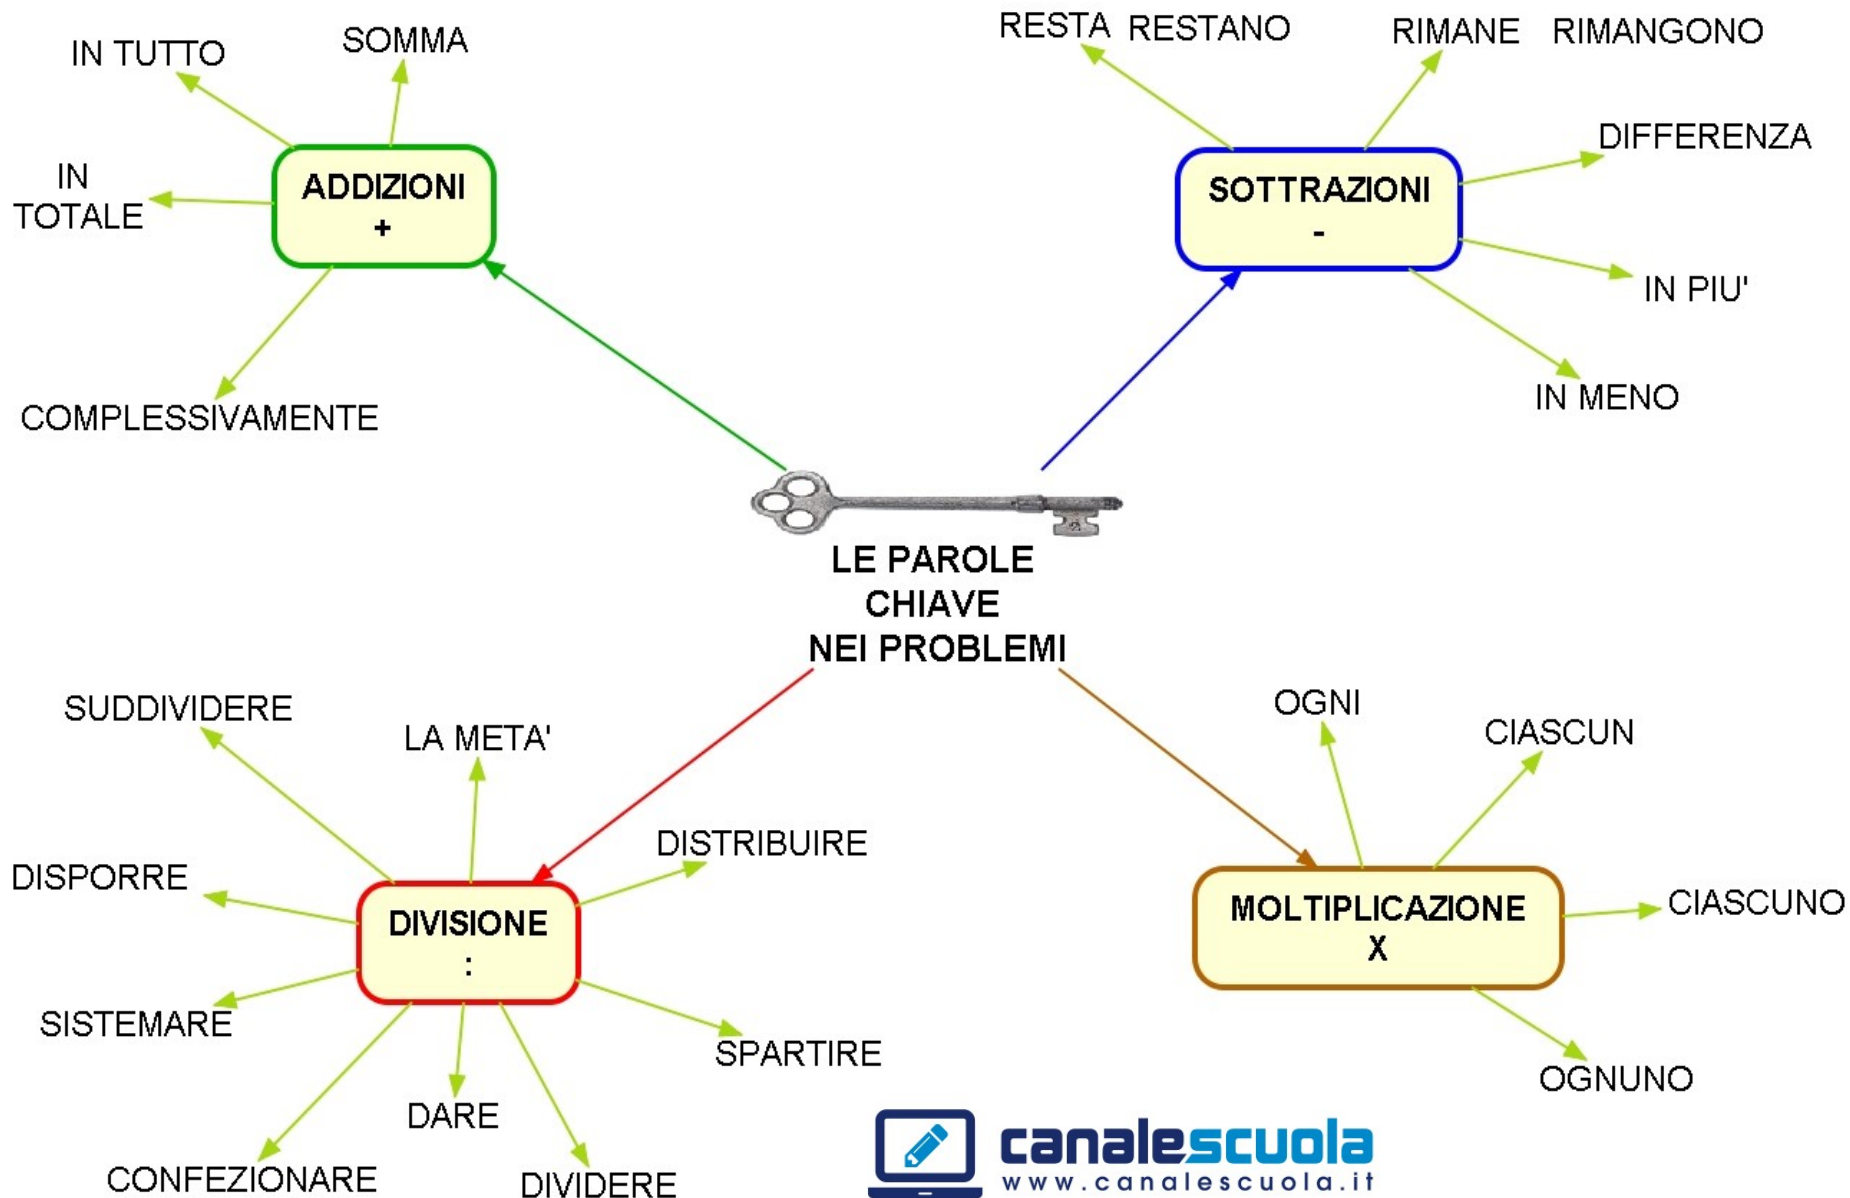 IN TUTTO
SOMMA
IN
TOTALE
ADDIZIONI
+
COMPLESSIVAMENTE
RESTA RESTANO
RIMANE RIMANGONO
DIFFERENZA
SOTTRAZIONI
-
IN PIU'
IN MENO
LE PAROLE
CHIAVE
NEI PROBLEMI
SUDDIVIDERE
LA META'
DISTRIBUIRE
DISPORRE
DIVISIONE
:
SISTEMARE
SPARTIRE
DARE
CONFEZIONARE
DIVIDERE
OGNI
CIASCUN
CIASCUNO
MOLTIPLICAZIONE
X
OGNUNO
canalescuola
www.canalescuola.it